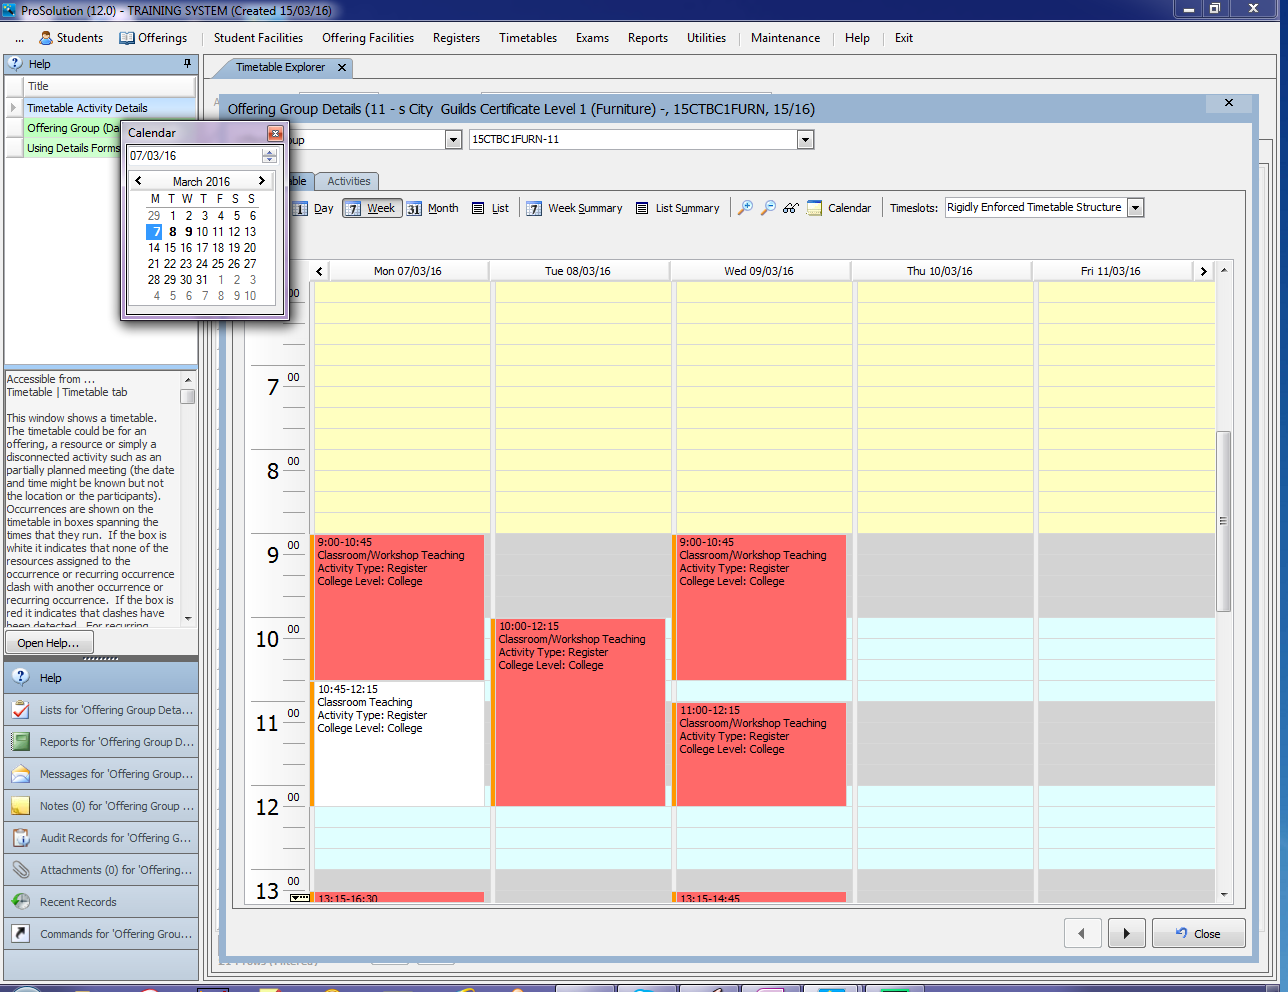 ProSolution (12.0) - TRAINING SYSTEM (Created 15/03/16)
... Students Offerings Student Facilities Offering Facilities Registers Timetables Exams Reports Utilities Maintenance Help Exit
Help
Title
Timetable Activity Details
Offering Group (Da
Using Details Forms
Calendar
07/03/16
March 2016
M T W T F S S
29 1 2 3 4 5 6
7 8 9 10 11 12 13
14 15 16 17 18 19 20
21 22 23 24 25 26 27
28 29 30 31 1 2 3
4 5 6 7 8 9 10
Accessible from ...
Timetable | Timetable tab
This window shows a timetable.
The timetable could be for an
offering, a resource or simply a
disconnected activity such as an
partially planned meeting (the date
and time might be known but not
the location or the participants).
Occurrences are shown on the
timetable in boxes spanning the
times that they run. If the box is
white it indicates that none of the
resources assigned to the
occurrence or recurring occurrence
clash with another occurrence or
recurring occurrence. If the box is
red it indicates that clashes have
been detected. For recurring
Open Help...
Help
Lists for 'Offering Group Deta...
Reports for 'Offering Group D...
Messages for 'Offering Group...
Notes (0) for 'Offering Group ...
Audit Records for 'Offering G...
Attachments (0) for 'Offering...
Recent Records
Commands for 'Offering Grou...
Timetable Explorer
Offering Group Details (11 - s City Guilds Certificate Level 1 (Furniture) -, 15CTBC1FURN, 15/16)
oup
15CTBC1FURN-11
ble
Activities
Day Week Month List Week Summary List Summary Calendar Timeslots: Rigidly Enforced Timetable Structure
Mon 07/03/16 Tue 08/03/16 Wed 09/03/16 Thu 10/03/16 Fri 11/03/16
00
7 00
8 00
9 00
9:00-10:45
Classroom/Workshop Teaching
Activity Type: Register
College Level: College
9:00-10:45
Classroom/Workshop Teaching
Activity Type: Register
College Level: College
10 00
10:00-12:15
Classroom/Workshop Teaching
Activity Type: Register
College Level: College
10:45-12:15
Classroom Teaching
Activity Type: Register
College Level: College
11 00
11:00-12:15
Classroom/Workshop Teaching
Activity Type: Register
College Level: College
12 00
13 00
13:15-16:30
13:15-14:45
Close